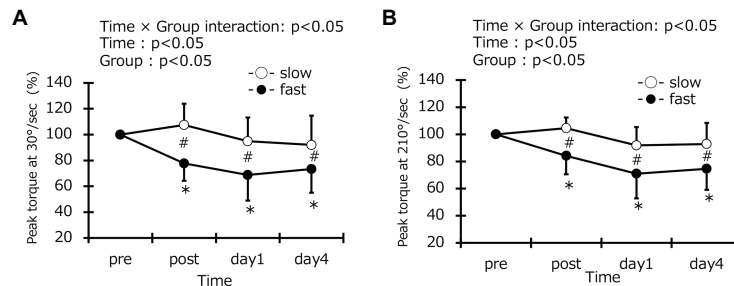 A
Time × Group interaction: p<0.05
Time : p<0.05
Group : p<0.05
slow
fast
Peak torque at 30°/sec (%)
140
120
100
80
60
40
20
#
#
#
*
*
*
pre
post
day1
day4
Time
B
Time × Group interaction: p<0.05
Time : p<0.05
Group : p<0.05
slow
fast
Peak torque at 210°/sec (%)
140
120
100
80
60
40
20
#
#
#
*
*
*
pre
post
day1
day4
Time